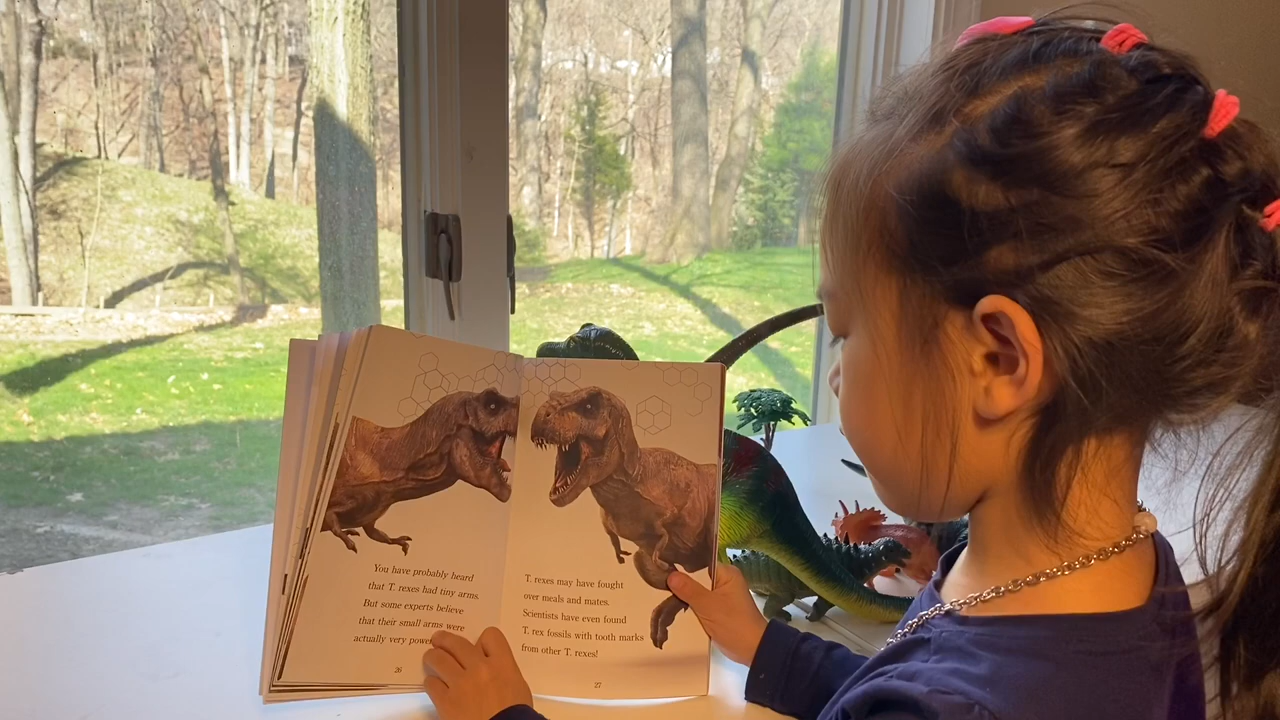 You have probably heard
that T. rexes had tiny arms.
But some experts believe
that their small arms were
actually very
26
T. rexes may have fought
over meals and mates.
Scientists have even found
T. rex fossils with tooth marks
from other T. rexes!
27